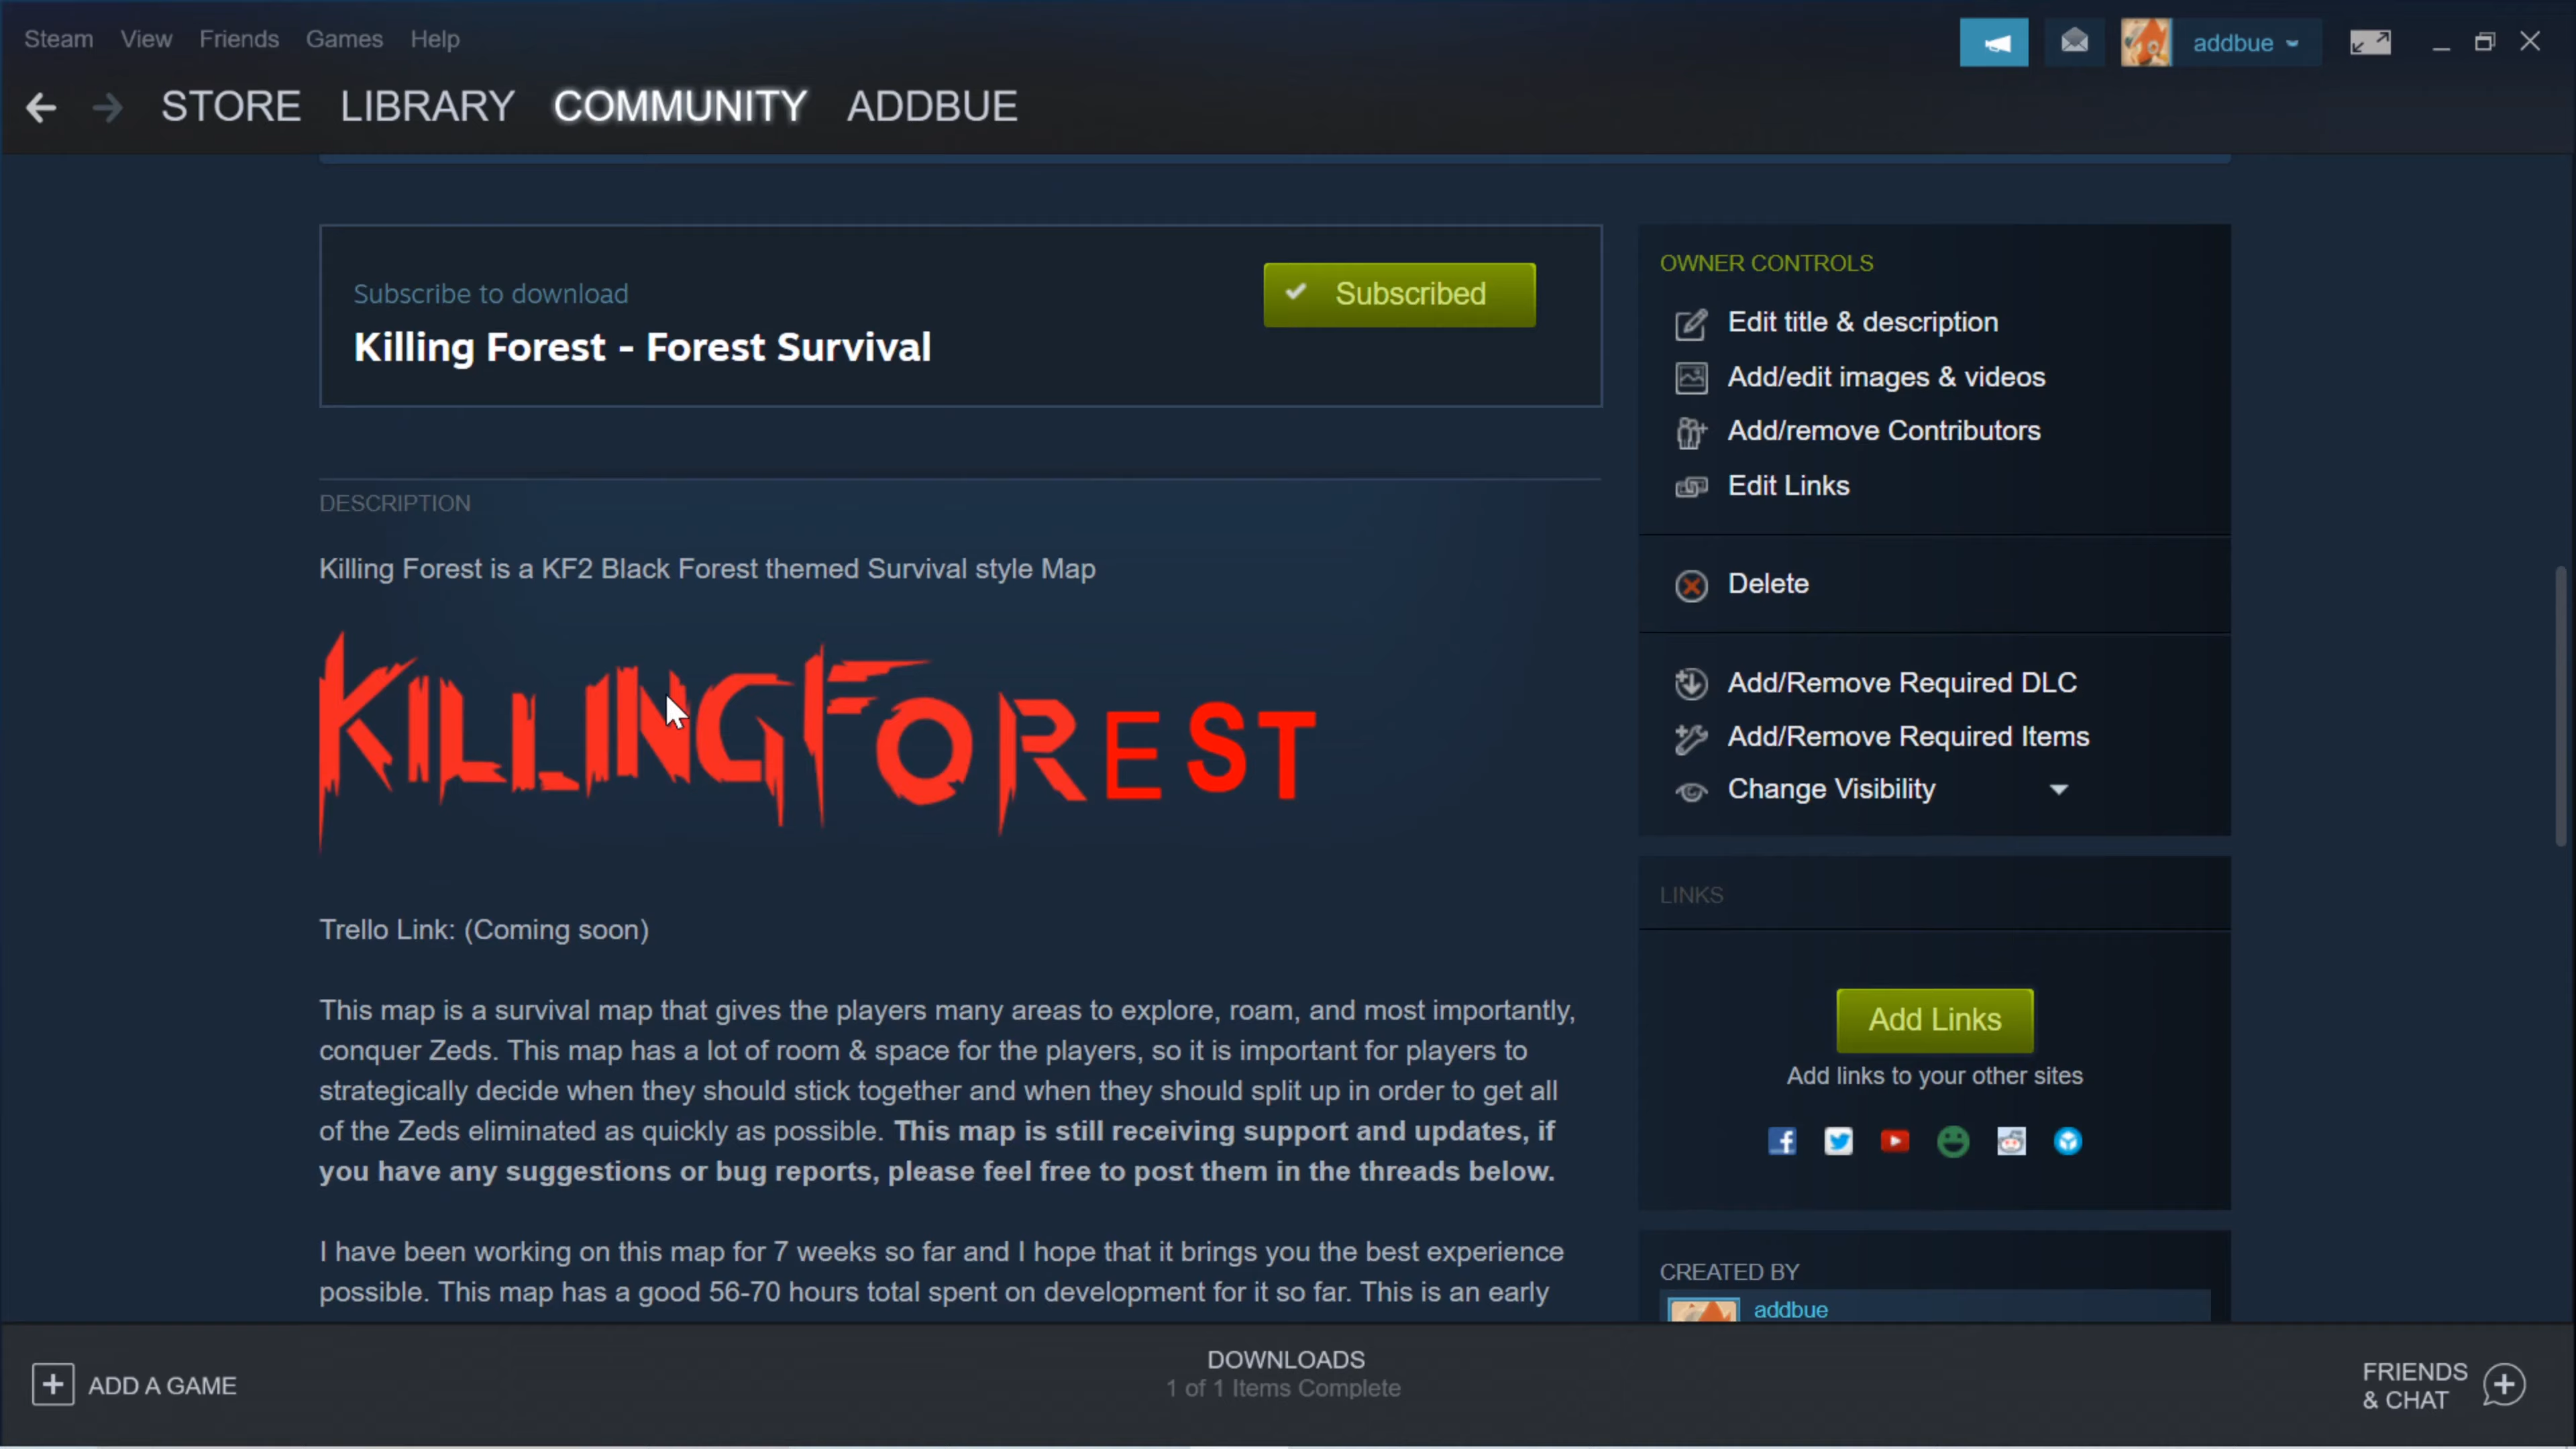 Steam View Friends Games Help
addbue
STORE LIBRARY COMMUNITY ADDBUE
Subscribe to download
Killing Forest - Forest Survival
Subscribed
DESCRIPTION
Killing Forest is a KF2 Black Forest themed Survival style Map
KILLINGFOREST
Trello Link: (Coming soon)
This map is a survival map that gives the players many areas to explore, roam, and most importantly,
conquer Zeds. This map has a lot of room & space for the players, so it is important for players to
strategically decide when they should stick together and when they should split up in order to get all
of the Zeds eliminated as quickly as possible. This map is still receiving support and updates, if
you have any suggestions or bug reports, please feel free to post them in the threads below.
I have been working on this map for 7 weeks so far and I hope that it brings you the best experience
possible. This map has a good 56-70 hours total spent on development for it so far. This is an early
OWNER CONTROLS
Edit title & description
Add/edit images & videos
Add/remove Contributors
Edit Links
Delete
Add/Remove Required DLC
Add/Remove Required Items
Change Visibility
LINKS
Add Links
Add links to your other sites
CREATED BY
addbue
ADD A GAME
DOWNLOADS
1 of 1 Items Complete
FRIENDS
& CHAT